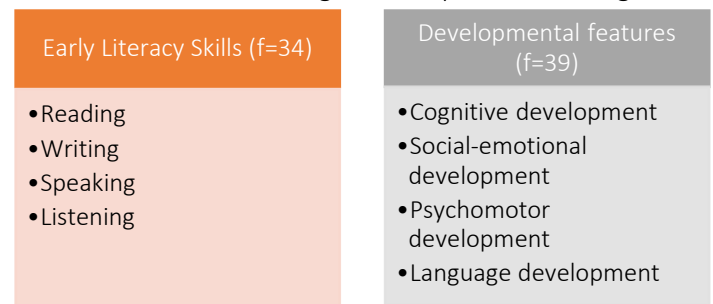 Early Literacy Skills (f=34)
•Reading
•Writing
•Speaking
•Listening
Developmental features
(f=39)
•Cognitive development
•Social-emotional
development
•Psychomotor
development
•Language development